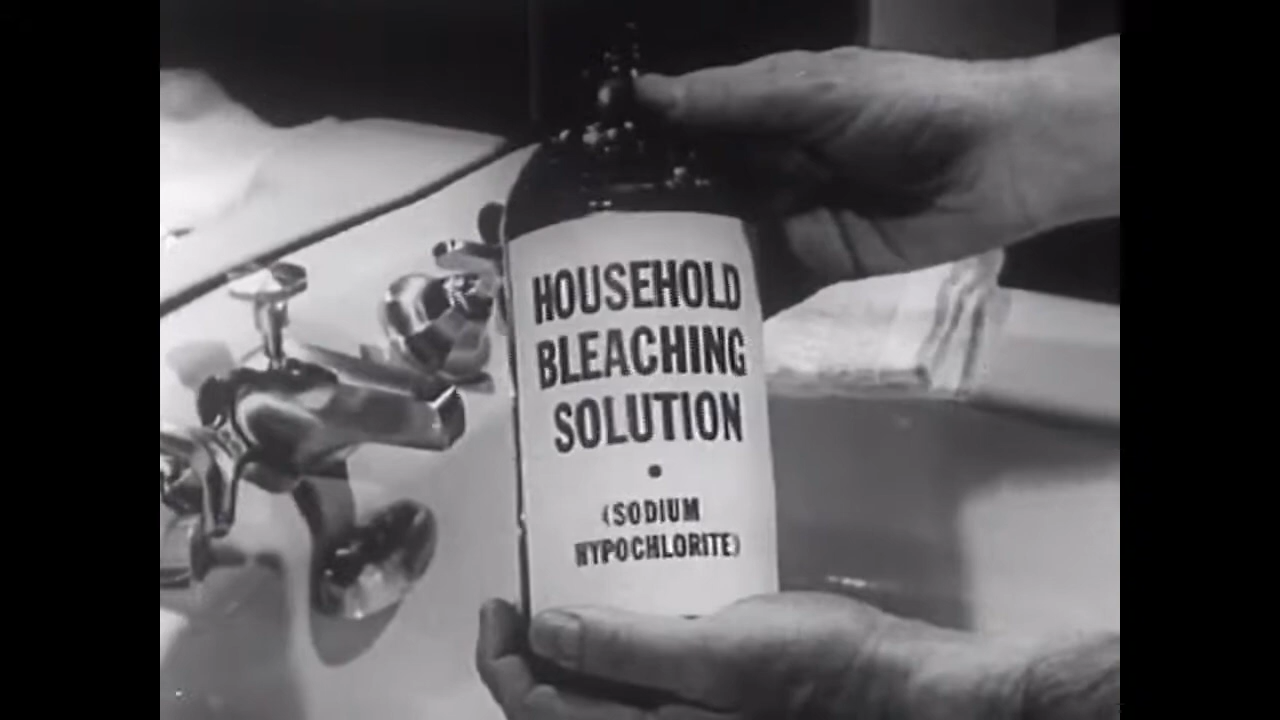 HOUSEHOLD
BLEACHING
SOLUTION
•
(SODIUM
HYPOCHLORITE)